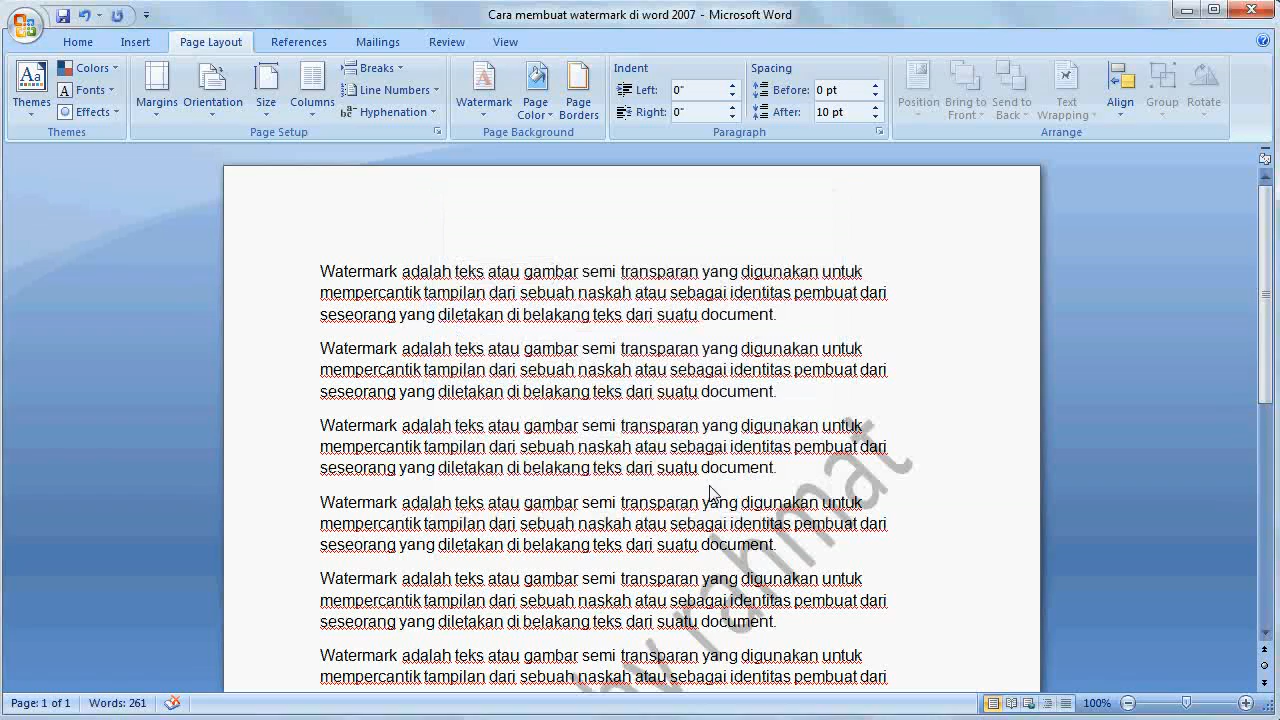 Cara membuat watermark di word 2007 - Microsoft Word
Home Insert Page Layout References Mailings Review View
Themes
Colors
Fonts
Effects
Themes
Margins
Orientation
Size
Columns
Breaks
Line Numbers
Hyphenation
Page Setup
Watermark
Page Color
Page Borders
Page Background
Indent
Left: 0"
Right: 0"
Spacing
Before: 0 pt
After: 10 pt
Paragraph
Position
Bring to Front
Send to Back
Text Wrapping
Align
Group
Rotate
Arrange
Watermark adalah teks atau gambar semi transparan yang digunakan untuk
mempercantik tampilan dari sebuah naskah atau sebagai identitas pembuat dari
seseorang yang diletakan di belakang teks dari suatu document.
Watermark adalah teks atau gambar semi transparan yang digunakan untuk
mempercantik tampilan dari sebuah naskah atau sebagai identitas pembuat dari
seseorang yang diletakan di belakang teks dari suatu document.
Watermark adalah teks atau gambar semi transparan yang digunakan untuk
mempercantik tampilan dari sebuah naskah atau sebagai identitas pembuat dari
seseorang yang diletakan di belakang teks dari suatu document.
Watermark adalah teks atau gambar semi transparan yang digunakan untuk
mempercantik tampilan dari sebuah naskah atau sebagai identitas pembuat dari
seseorang yang diletakan di belakang teks dari suatu document.
Watermark adalah teks atau gambar semi transparan yang digunakan untuk
mempercantik tampilan dari sebuah naskah atau sebagai identitas pembuat dari
seseorang yang diletakan di belakang teks dari suatu document.
Watermark adalah teks atau gambar semi transparan yang digunakan untuk
mempercantik tampilan dari sebuah naskah atau sebagai identitas pembuat dari
rahmat
Page: 1 of 1 Words: 261 100%